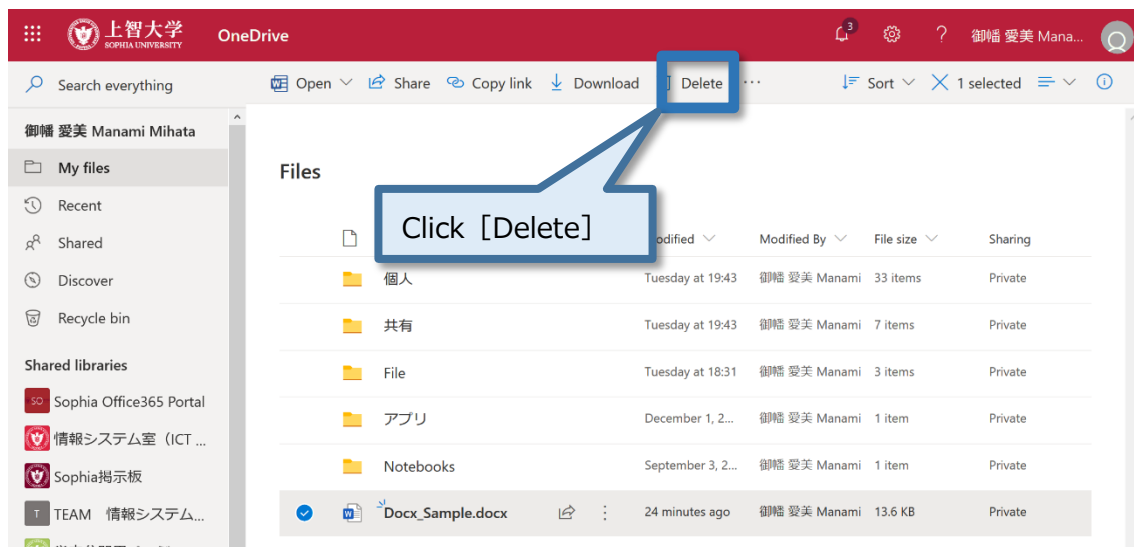 上智大学
SOPHIA UNIVERSITY
OneDrive
3
?
御幡 愛美 Mana...
Search everything
Open
Share
Copy link
Download
Delete
...
Sort
1 selected
御幡 愛美 Manami Mihata
My files
Recent
Shared
Discover
Recycle bin
Shared libraries
SO Sophia Office365 Portal
情報システム室（ICT ...
Sophia掲示板
T TEAM 情報システム...
Files
Click［Delete］
Modified By
File size
Sharing
個人 Tuesday at 19:43 御幡 愛美 Manami 33 items Private
共有 Tuesday at 19:43 御幡 愛美 Manami 7 items Private
File Tuesday at 18:31 御幡 愛美 Manami 3 items Private
アプリ December 1, 2... 御幡 愛美 Manami 1 item Private
Notebooks September 3, 2... 御幡 愛美 Manami 1 item Private
Docx_Sample.docx 24 minutes ago 御幡 愛美 Manami 13.6 KB Private